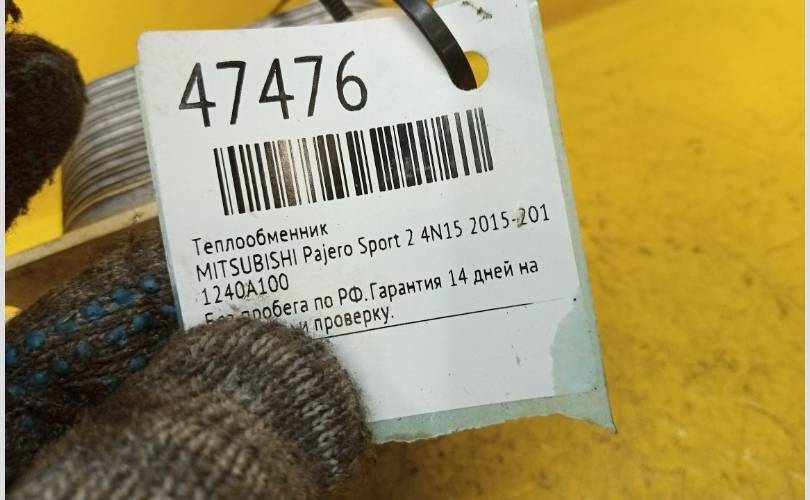 47476
Теплообменник
MITSUBISHI Pajero Sport 2 4N15 2015-201
1240A100
Без пробега по РФ.Гарантия 14 дней на
и проверку.